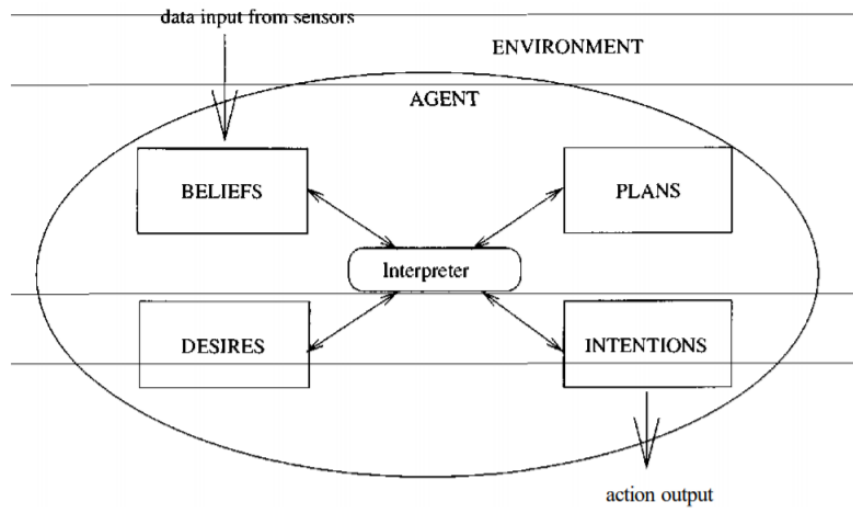 data input from sensors
ENVIRONMENT
AGENT
BELIEFS
PLANS
Interpreter
DESIRES
INTENTIONS
action output